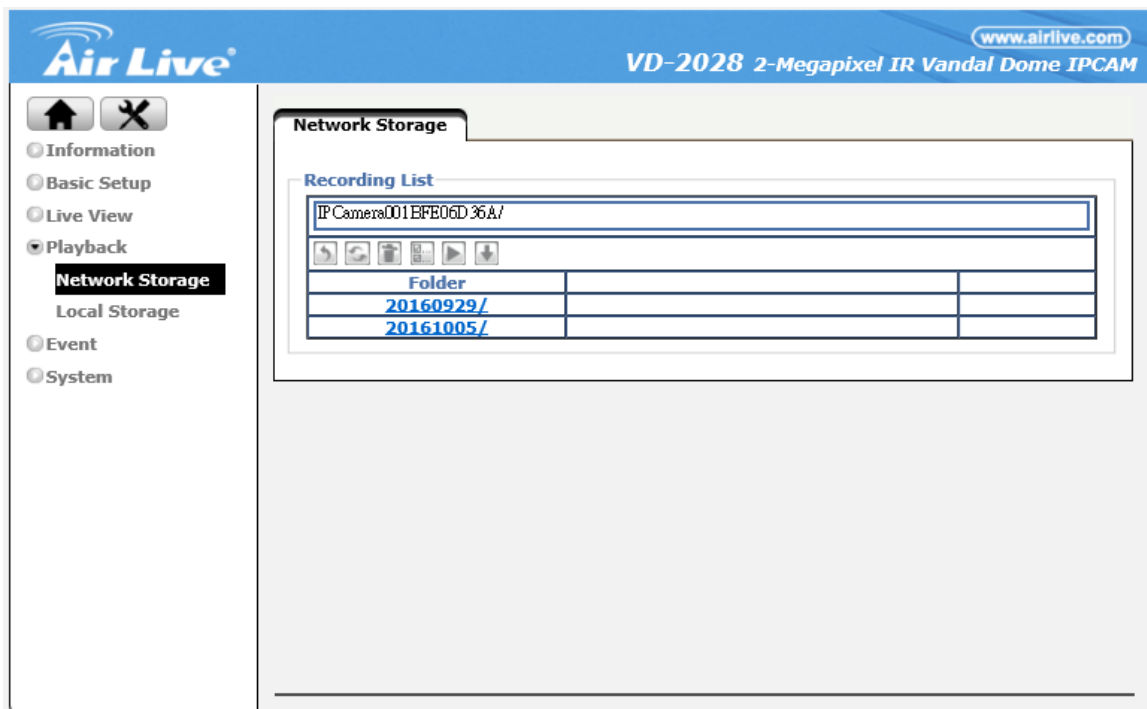 Air Live®
www.airlive.com
VD-2028 2-Megapixel IR Vandal Dome IPCAM
Information
Basic Setup
Live View
Playback
Network Storage
Local Storage
Event
System
Network Storage
Recording List
IPCamera001EFE06D36A/
Folder
20160929/
20161005/